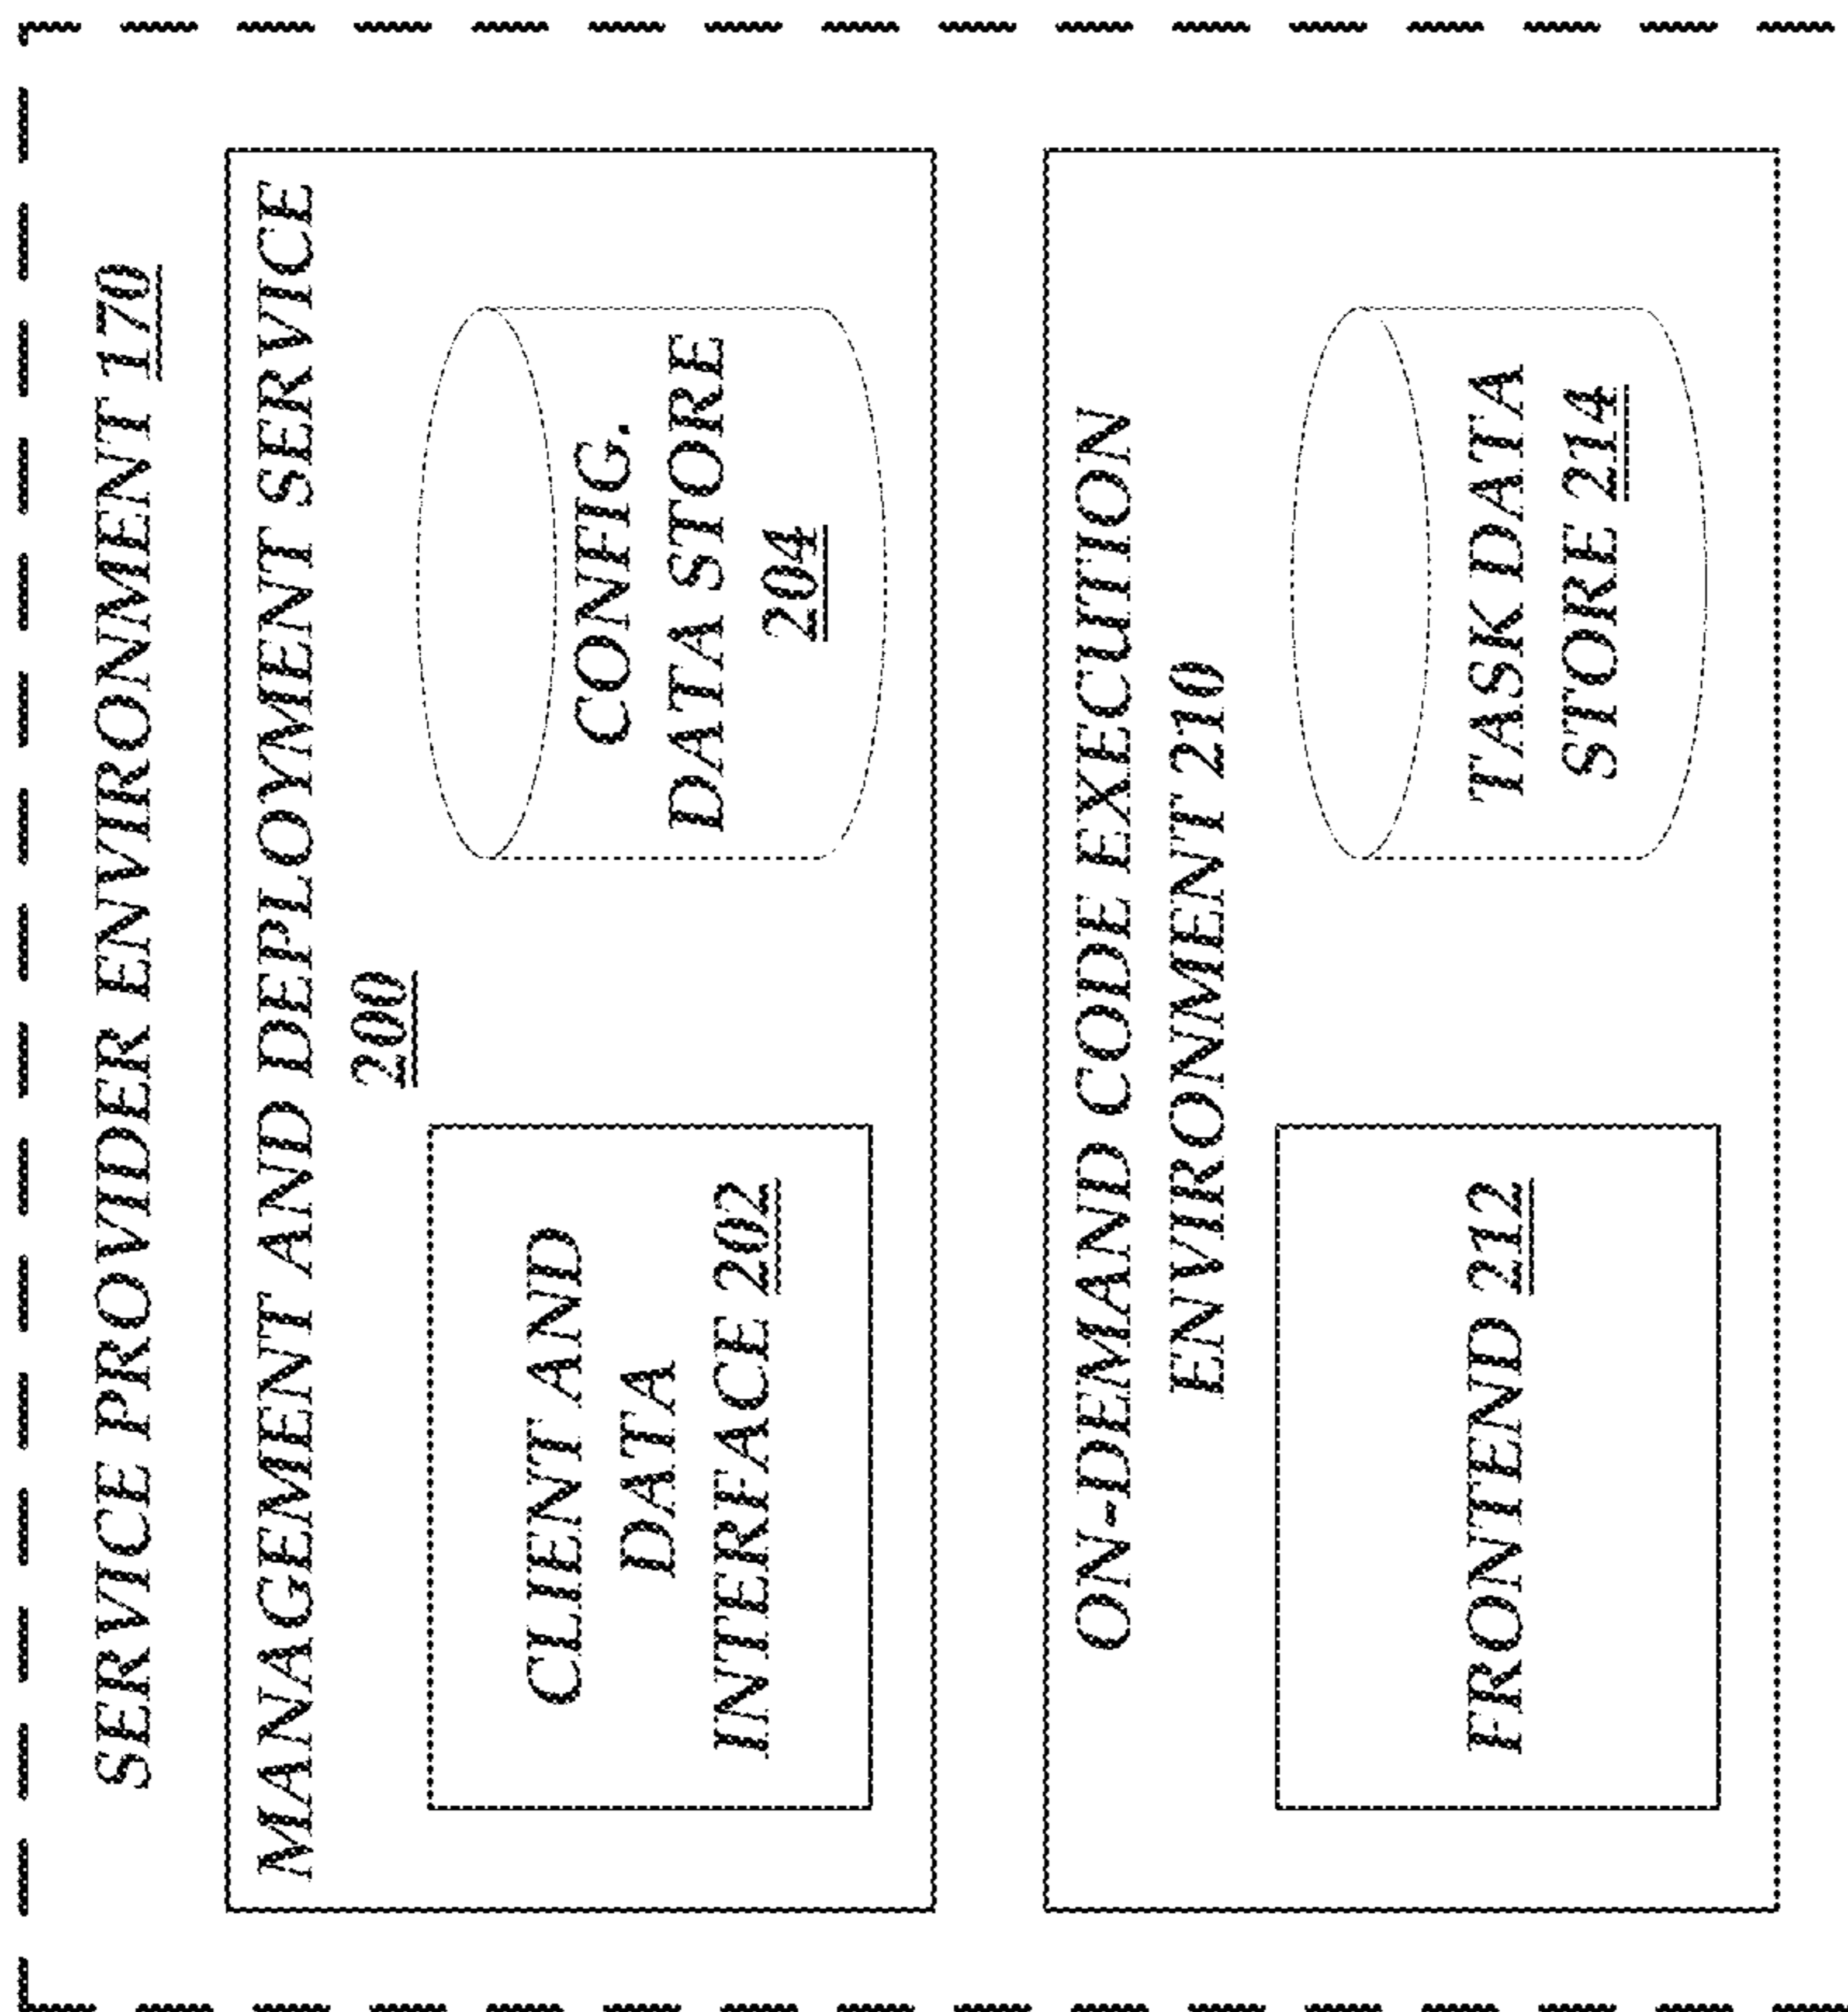 SERVICE PROVIDER ENVIRONMENT 170
MANAGEMENT AND DEPLOYMENT SERVICE
200
CLIENT AND
DATA
INTERFACE 202
CONFIG.
DATA STORE
204
ON-DEMAND CODE EXECUTION
ENVIRONMENT 210
FRONTEND 212
TASK DATA
STORE 214